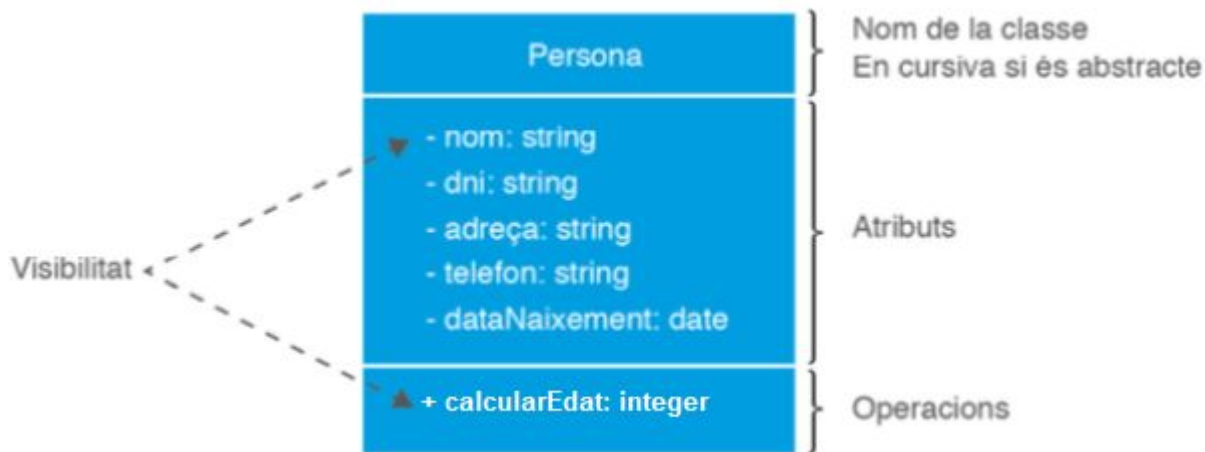 Persona
Nom de la classe
En cursiva si és abstracte
- nom: string
- dni: string
- adreça: string
- telefon: string
- dataNaixement: date
Atributs
Visibilitat
+ calcularEdat: integer
Operacions